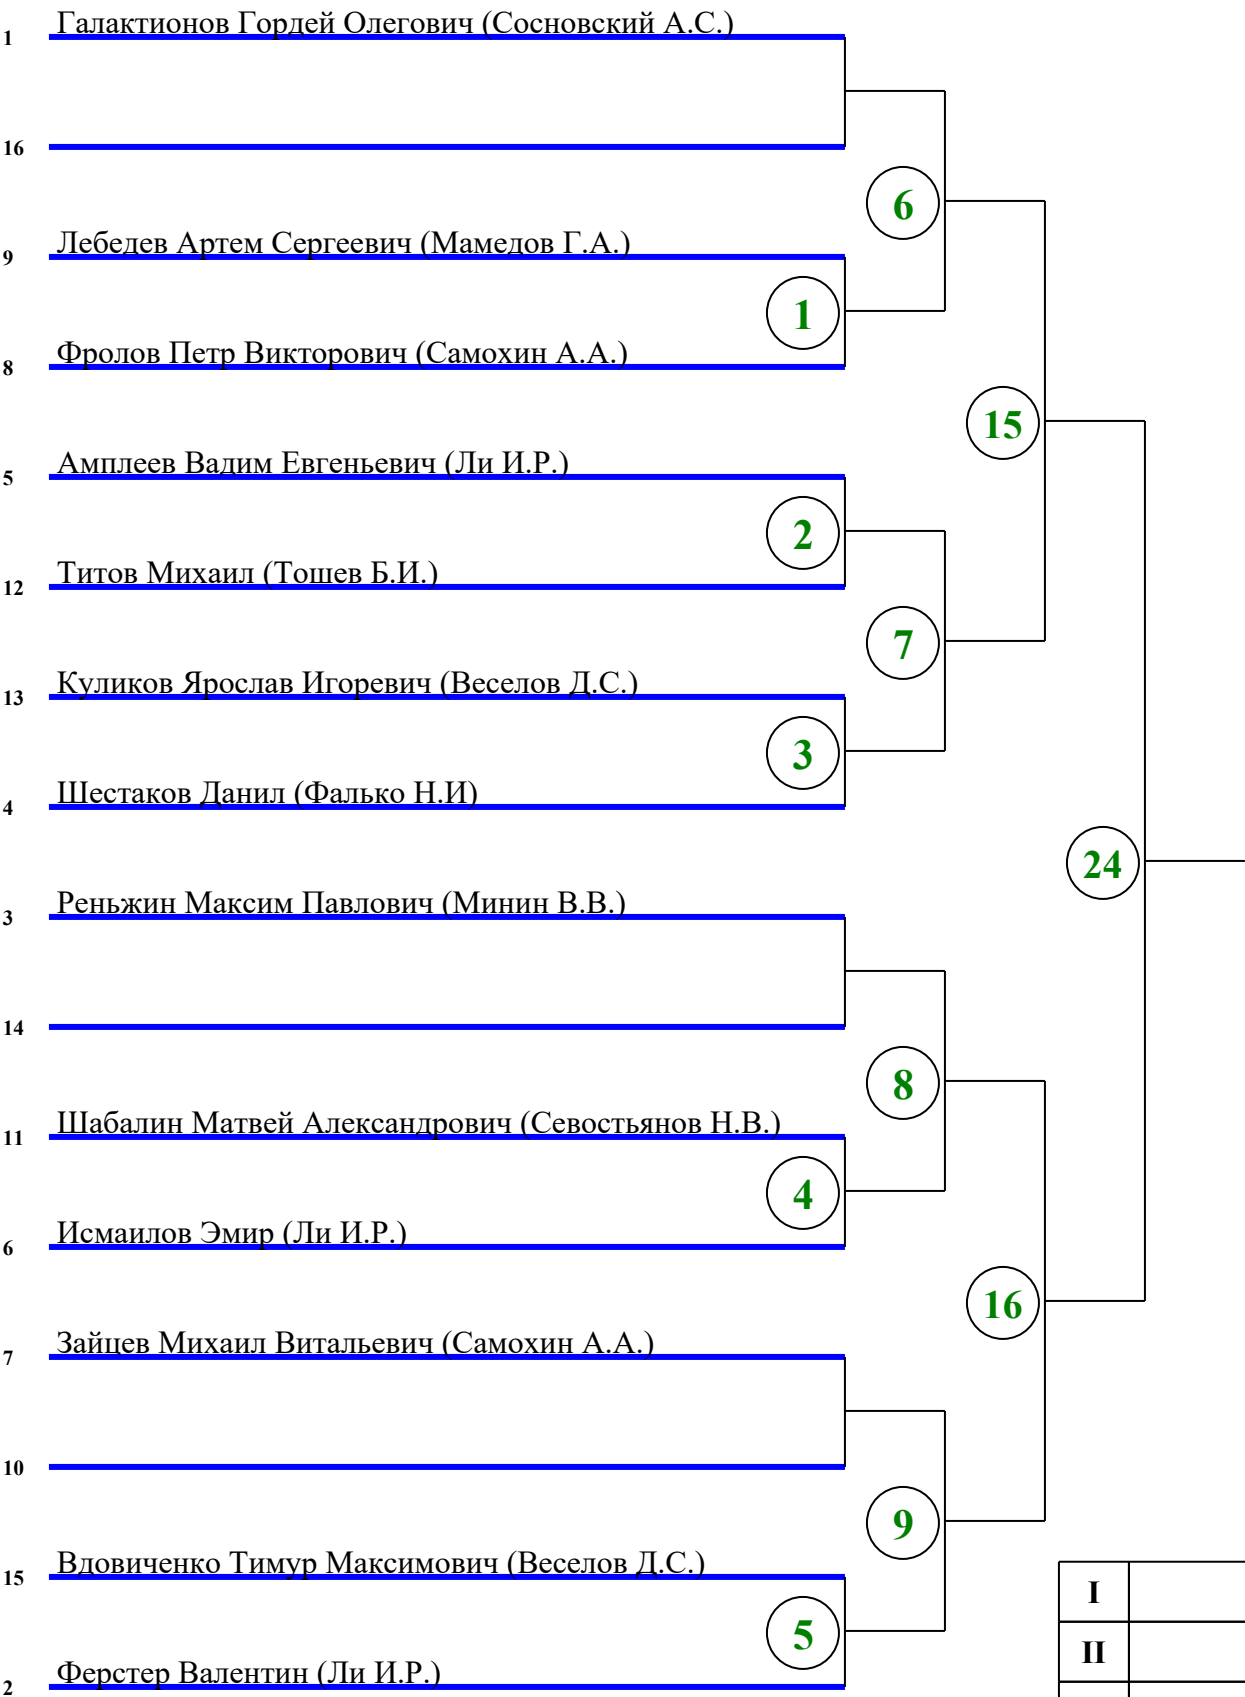 1 Галактионов Гордей Олегович (Сосновский А.С.)
16
6
9 Лебедев Артем Сергеевич (Мамедов Г.А.)
1
8 Фролов Петр Викторович (Самохин А.А.)
15
5 Амплеев Вадим Евгеньевич (Ли И.Р.)
2
12 Титов Михаил (Тошев Б.И.)
7
13 Куликов Ярослав Игоревич (Веселов Д.С.)
3
4 Шестаков Данил (Фалько Н.И)
24
3 Реньжин Максим Павлович (Минин В.В.)
14
8
11 Шабалин Матвей Александрович (Севостьянов Н.В.)
4
6 Исмаилов Эмир (Ли И.Р.)
16
7 Зайцев Михаил Витальевич (Самохин А.А.)
10
9
15 Вдовиченко Тимур Максимович (Веселов Д.С.)
I
5
II
2 Ферстер Валентин (Ли И.Р.)